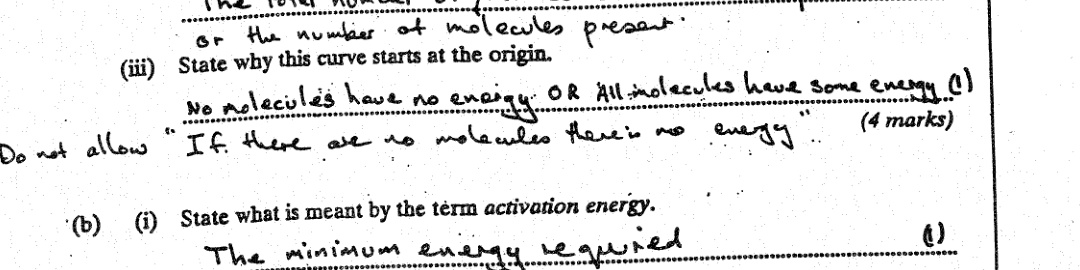 The total
or the number of molecules present.
(iii) State why this curve starts at the origin.
No molecules have no energy. OR All molecules have some energy (1)
Do not allow "If there are no molecules there is no energy".
(4 marks)
(b) (i) State what is meant by the term activation energy.
The minimum energy required (1)